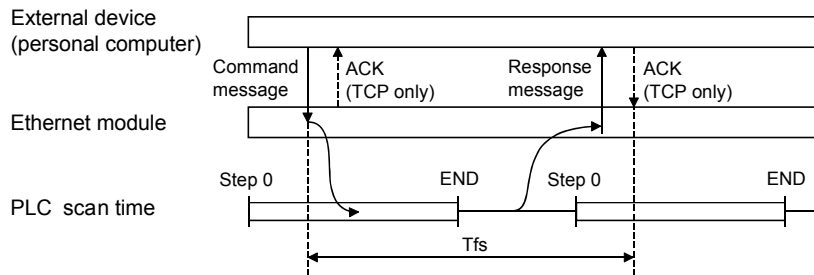 External device
(personal computer)
Command
message
ACK
(TCP only)
Response
message
ACK
(TCP only)
Ethernet module
Step 0
END
Step 0
END
PLC scan time
Tfs